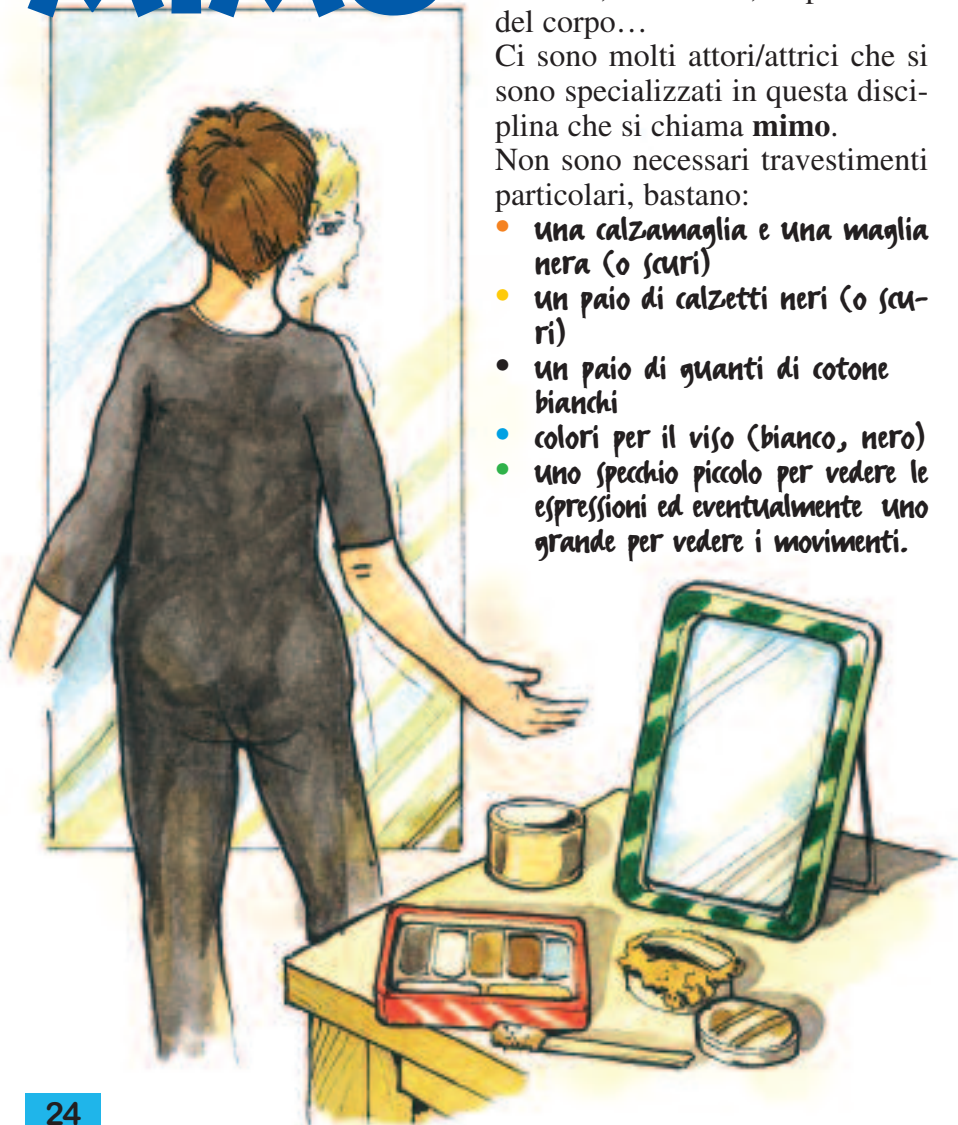 MIMO
del corpo…
Ci sono molti attori/attrici che si
sono specializzati in questa disci-
plina che si chiama mimo.
Non sono necessari travestimenti
particolari, bastano:
• una calzamaglia e una maglia
nera (o scuri)
• un paio di calzetti neri (o scu-
ri)
• un paio di guanti di cotone
bianchi
• colori per il viso (bianco, nero)
• uno specchio piccolo per vedere le
espressioni ed eventualmente uno
grande per vedere i movimenti.
24